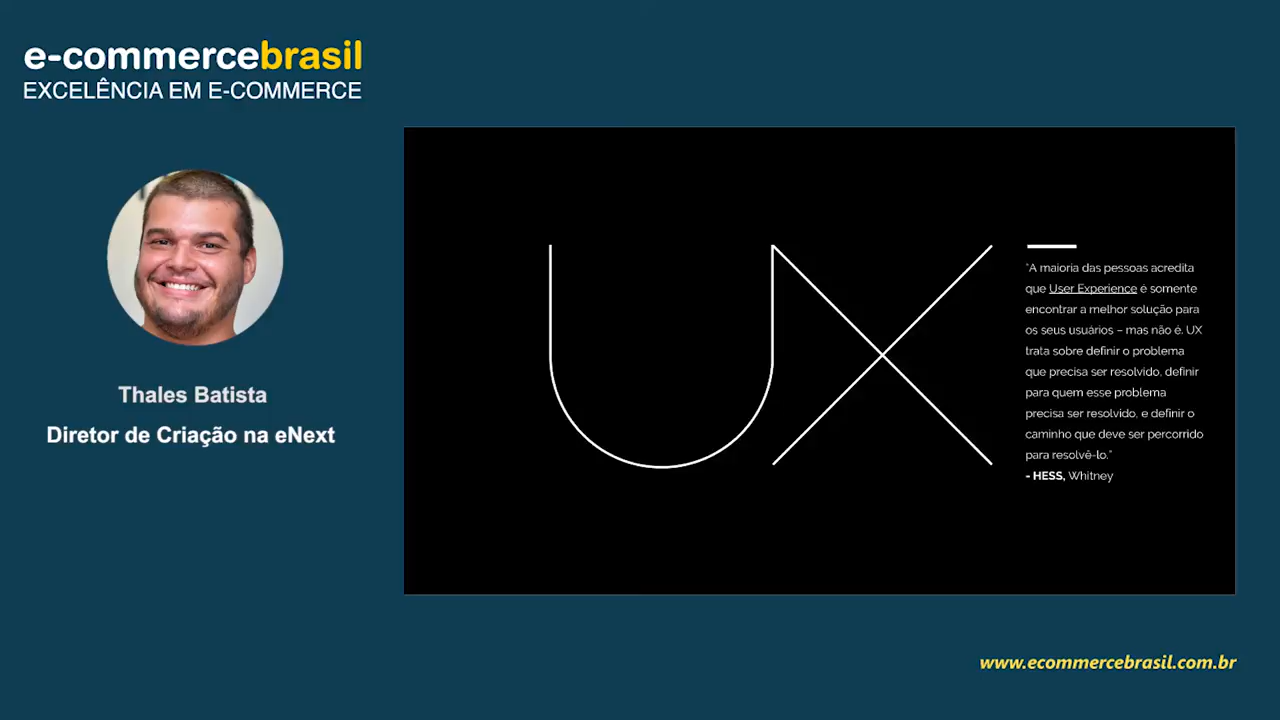 e-commercebrasil
EXCELÊNCIA EM E-COMMERCE
Thales Batista
Diretor de Criação na eNext
UX
"A maioria das pessoas acredita
que User Experience é somente
encontrar a melhor solução para
os seus usuários – mas não é. UX
trata sobre definir o problema
que precisa ser resolvido, definir
para quem esse problema
precisa ser resolvido, e definir o
caminho que deve ser percorrido
para resolvê-lo."
- HESS, Whitney
www.ecommercebrasil.com.br